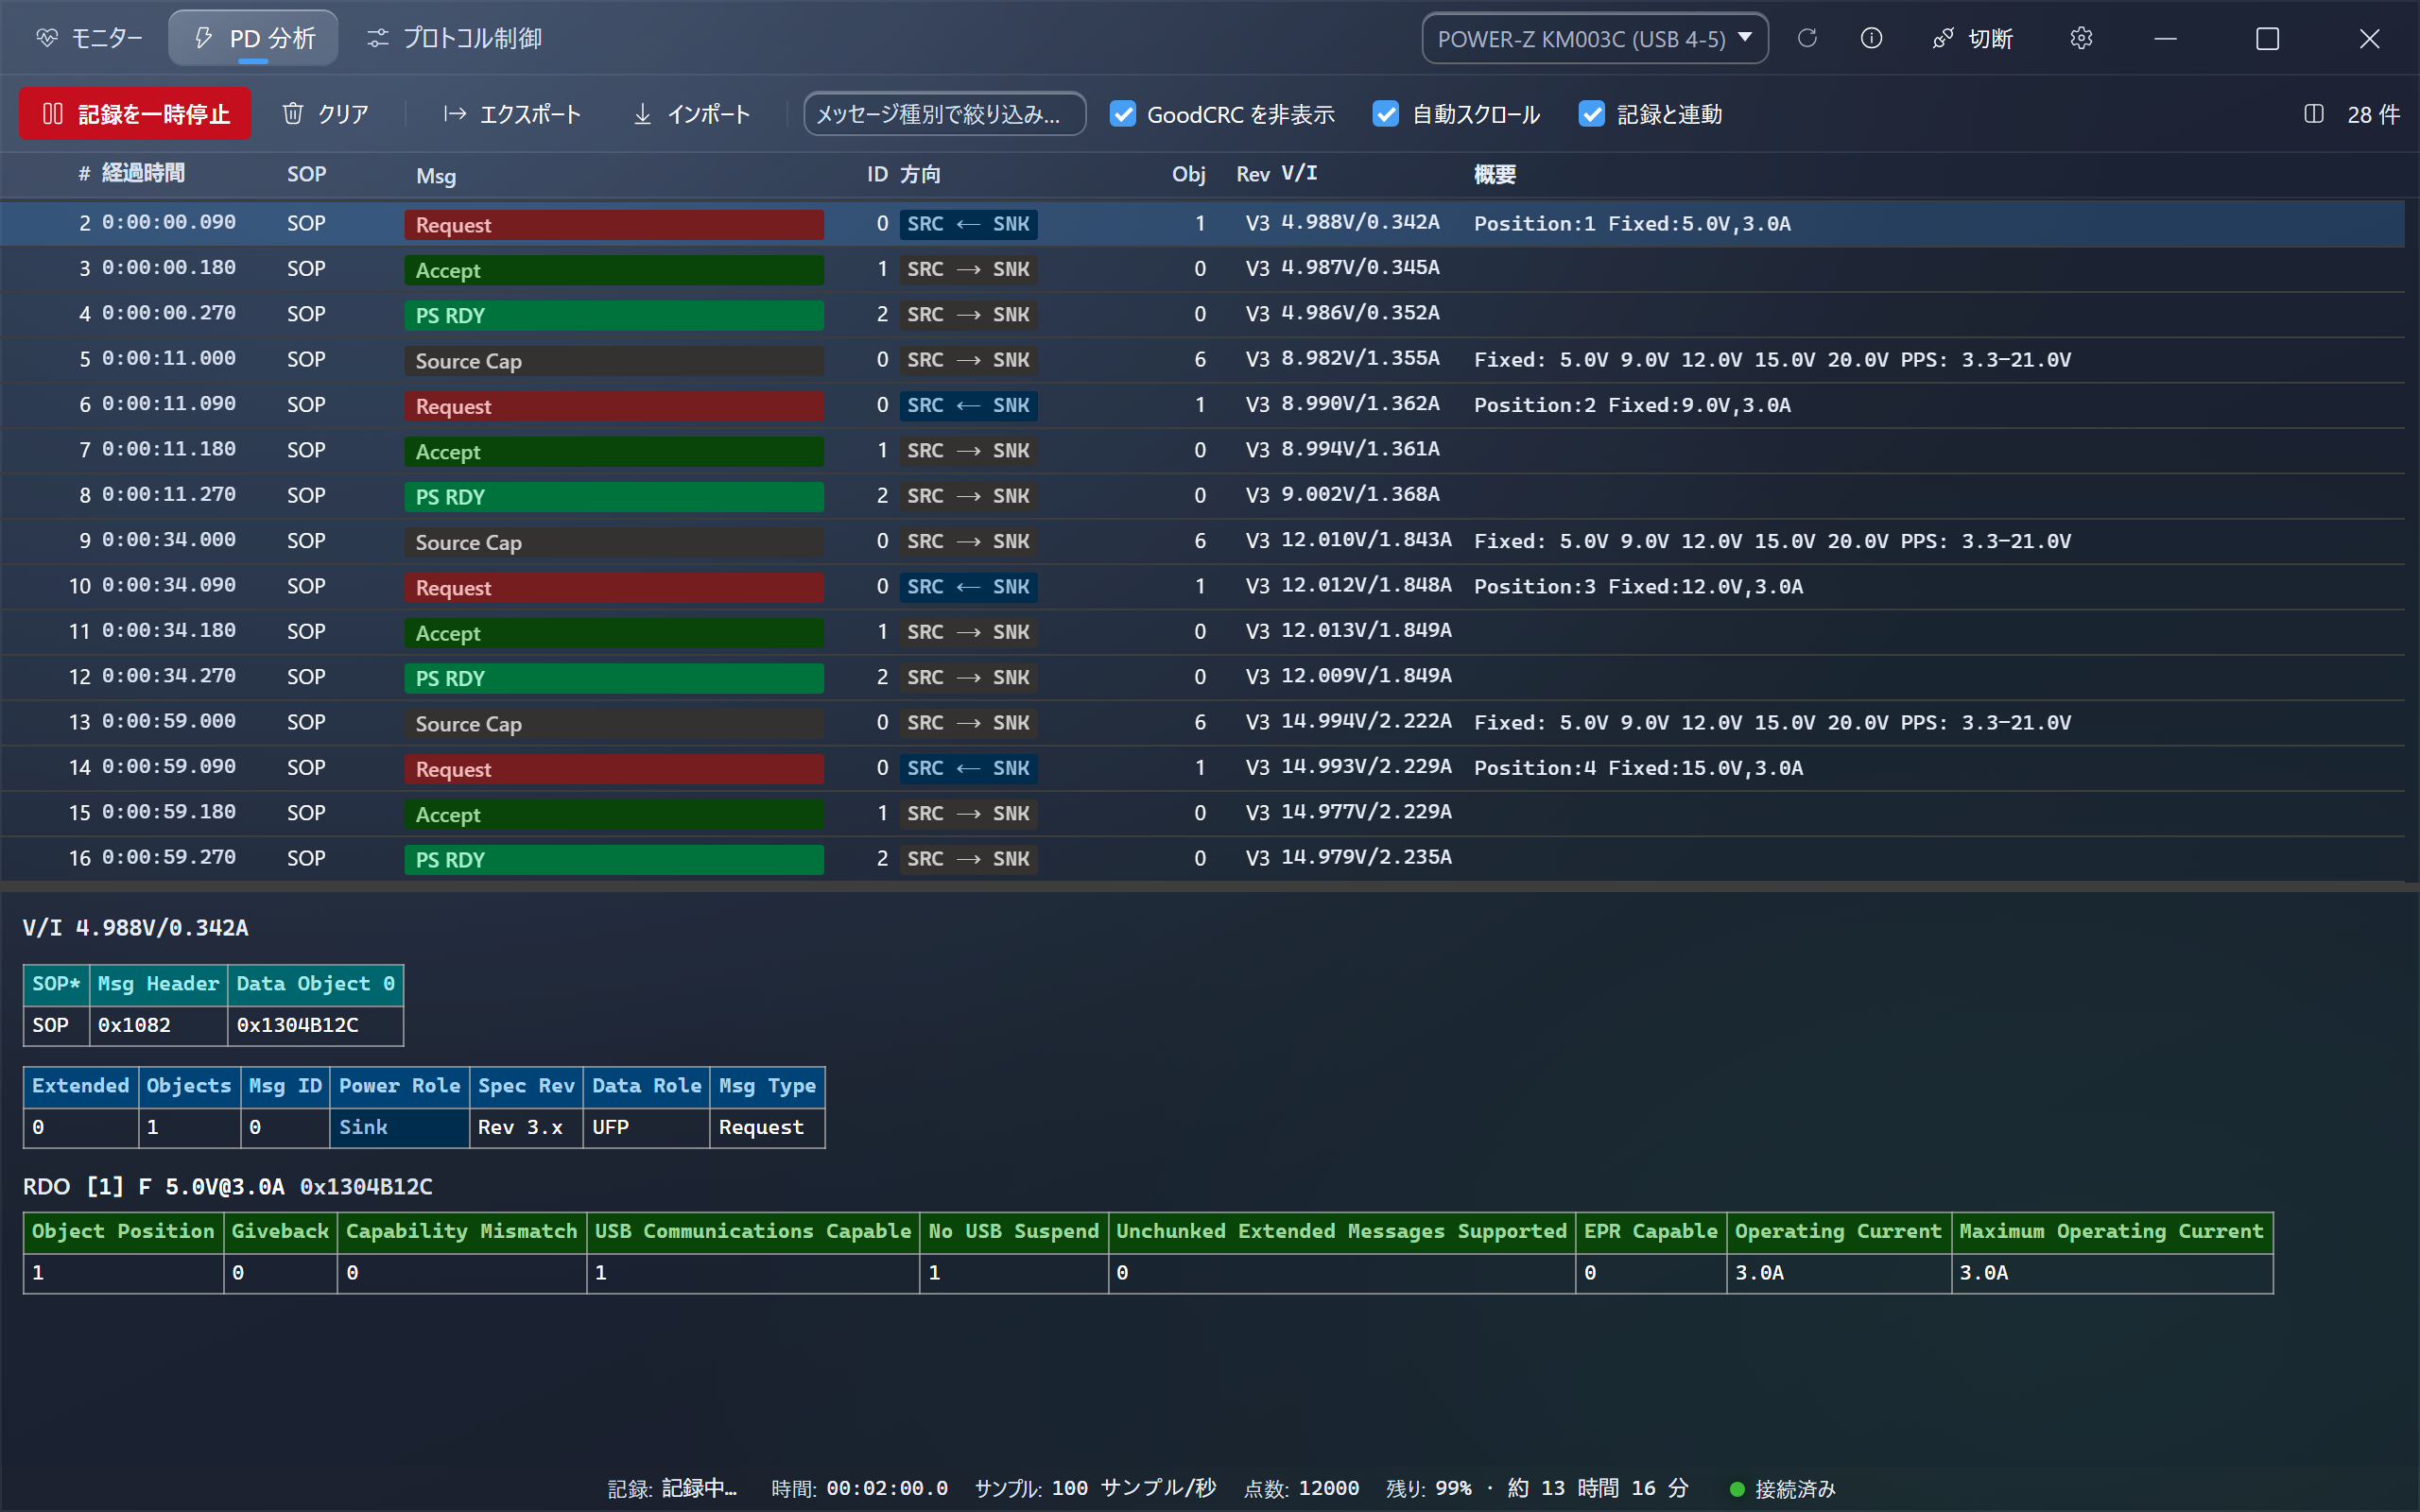 モニター PD 分析 プロトコル制御 POWER-Z KM003C (USB 4-5) 切断
記録を一時停止 クリア エクスポート インポート メッセージ種別で絞り込み... GoodCRC を非表示 自動スクロール 記録と連動 28 件
# 経過時間 SOP Msg ID 方向 Obj Rev V/I 概要
2 0:00:00.090 SOP Request 0 SRC ← SNK 1 V3 4.988V/0.342A Position:1 Fixed:5.0V,3.0A
3 0:00:00.180 SOP Accept 1 SRC → SNK 0 V3 4.987V/0.345A
4 0:00:00.270 SOP PS RDY 2 SRC → SNK 0 V3 4.986V/0.352A
5 0:00:11.000 SOP Source Cap 0 SRC → SNK 6 V3 8.982V/1.355A Fixed: 5.0V 9.0V 12.0V 15.0V 20.0V PPS: 3.3-21.0V
6 0:00:11.090 SOP Request 0 SRC ← SNK 1 V3 8.990V/1.362A Position:2 Fixed:9.0V,3.0A
7 0:00:11.180 SOP Accept 1 SRC → SNK 0 V3 8.994V/1.361A
8 0:00:11.270 SOP PS RDY 2 SRC → SNK 0 V3 9.002V/1.368A
9 0:00:34.000 SOP Source Cap 0 SRC → SNK 6 V3 12.010V/1.843A Fixed: 5.0V 9.0V 12.0V 15.0V 20.0V PPS: 3.3-21.0V
10 0:00:34.090 SOP Request 0 SRC ← SNK 1 V3 12.012V/1.848A Position:3 Fixed:12.0V,3.0A
11 0:00:34.180 SOP Accept 1 SRC → SNK 0 V3 12.013V/1.849A
12 0:00:34.270 SOP PS RDY 2 SRC → SNK 0 V3 12.009V/1.849A
13 0:00:59.000 SOP Source Cap 0 SRC → SNK 6 V3 14.994V/2.222A Fixed: 5.0V 9.0V 12.0V 15.0V 20.0V PPS: 3.3-21.0V
14 0:00:59.090 SOP Request 0 SRC ← SNK 1 V3 14.993V/2.229A Position:4 Fixed:15.0V,3.0A
15 0:00:59.180 SOP Accept 1 SRC → SNK 0 V3 14.977V/2.229A
16 0:00:59.270 SOP PS RDY 2 SRC → SNK 0 V3 14.979V/2.235A
V/I 4.988V/0.342A
SOP* Msg Header Data Object 0
SOP 0x1082 0x1304B12C
Extended Objects Msg ID Power Role Spec Rev Data Role Msg Type
0 1 0 Sink Rev 3.x UFP Request
RDO [1] F 5.0V@3.0A 0x1304B12C
Object Position Giveback Capability Mismatch USB Communications Capable No USB Suspend Unchunked Extended Messages Supported EPR Capable Operating Current Maximum Operating Current
1 0 0 1 1 0 0 3.0A 3.0A
記録: 記録中... 時間: 00:02:00.0 サンプル: 100 サンプル/秒 点数: 12000 残り: 99% · 約 13 時間 16 分 接続済み